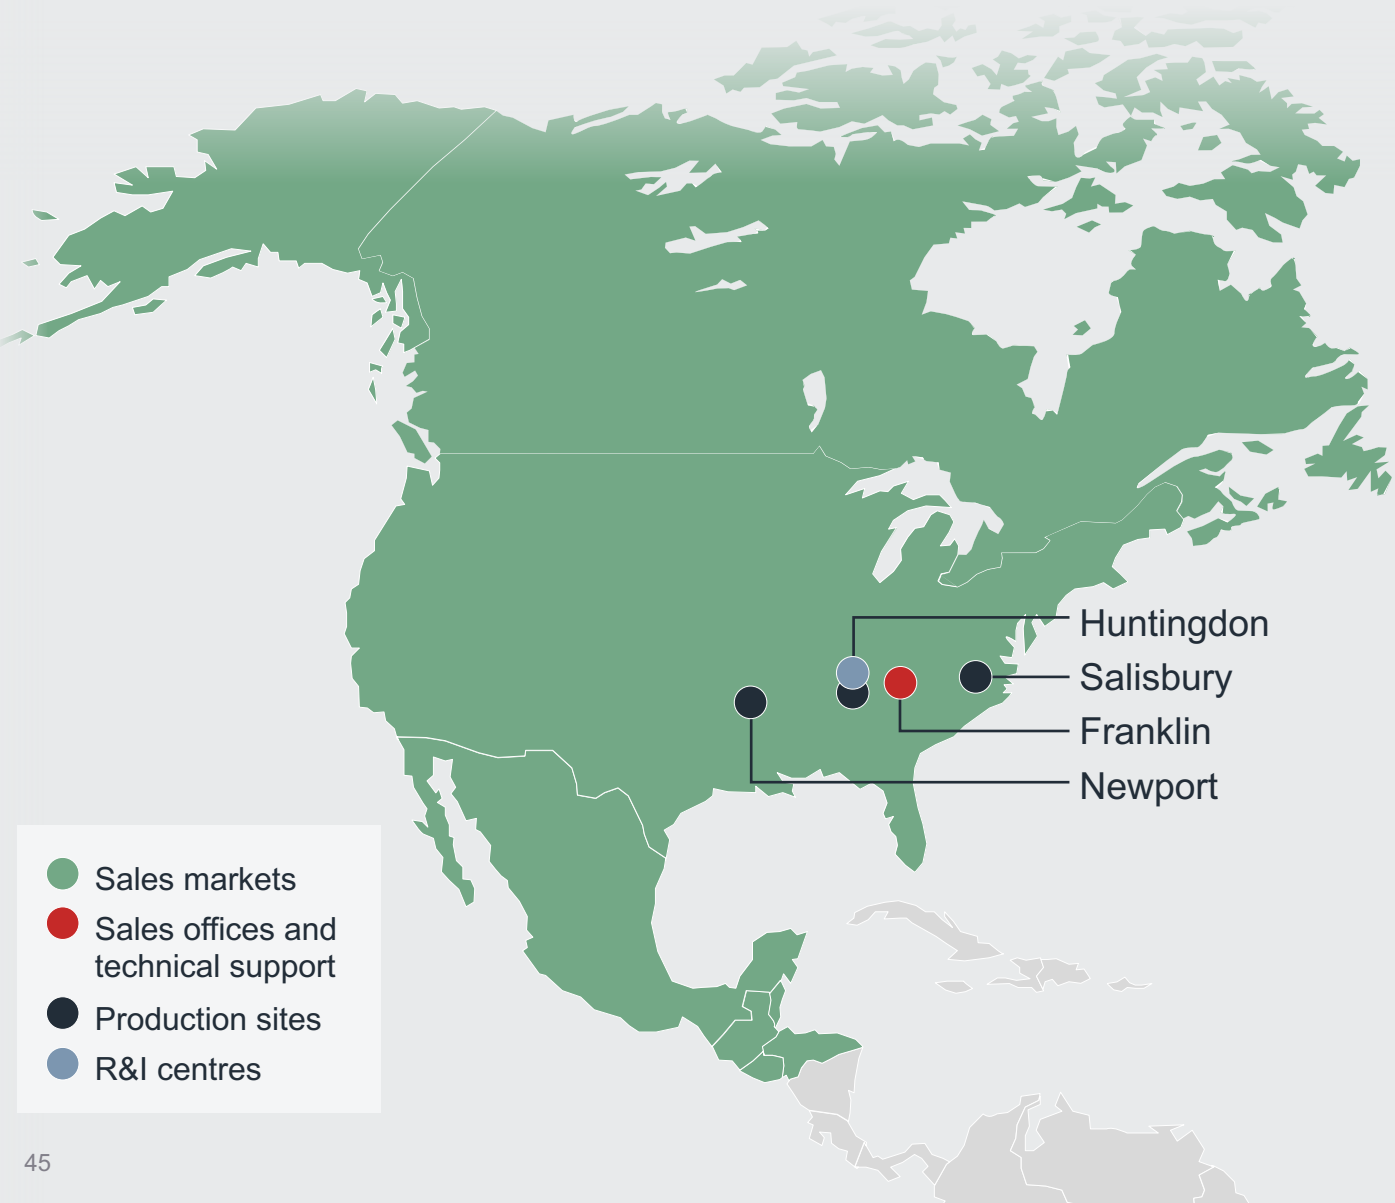 Huntingdon
Salisbury
Franklin
Newport
Sales markets
Sales offices and
technical support
Production sites
R&I centres
45